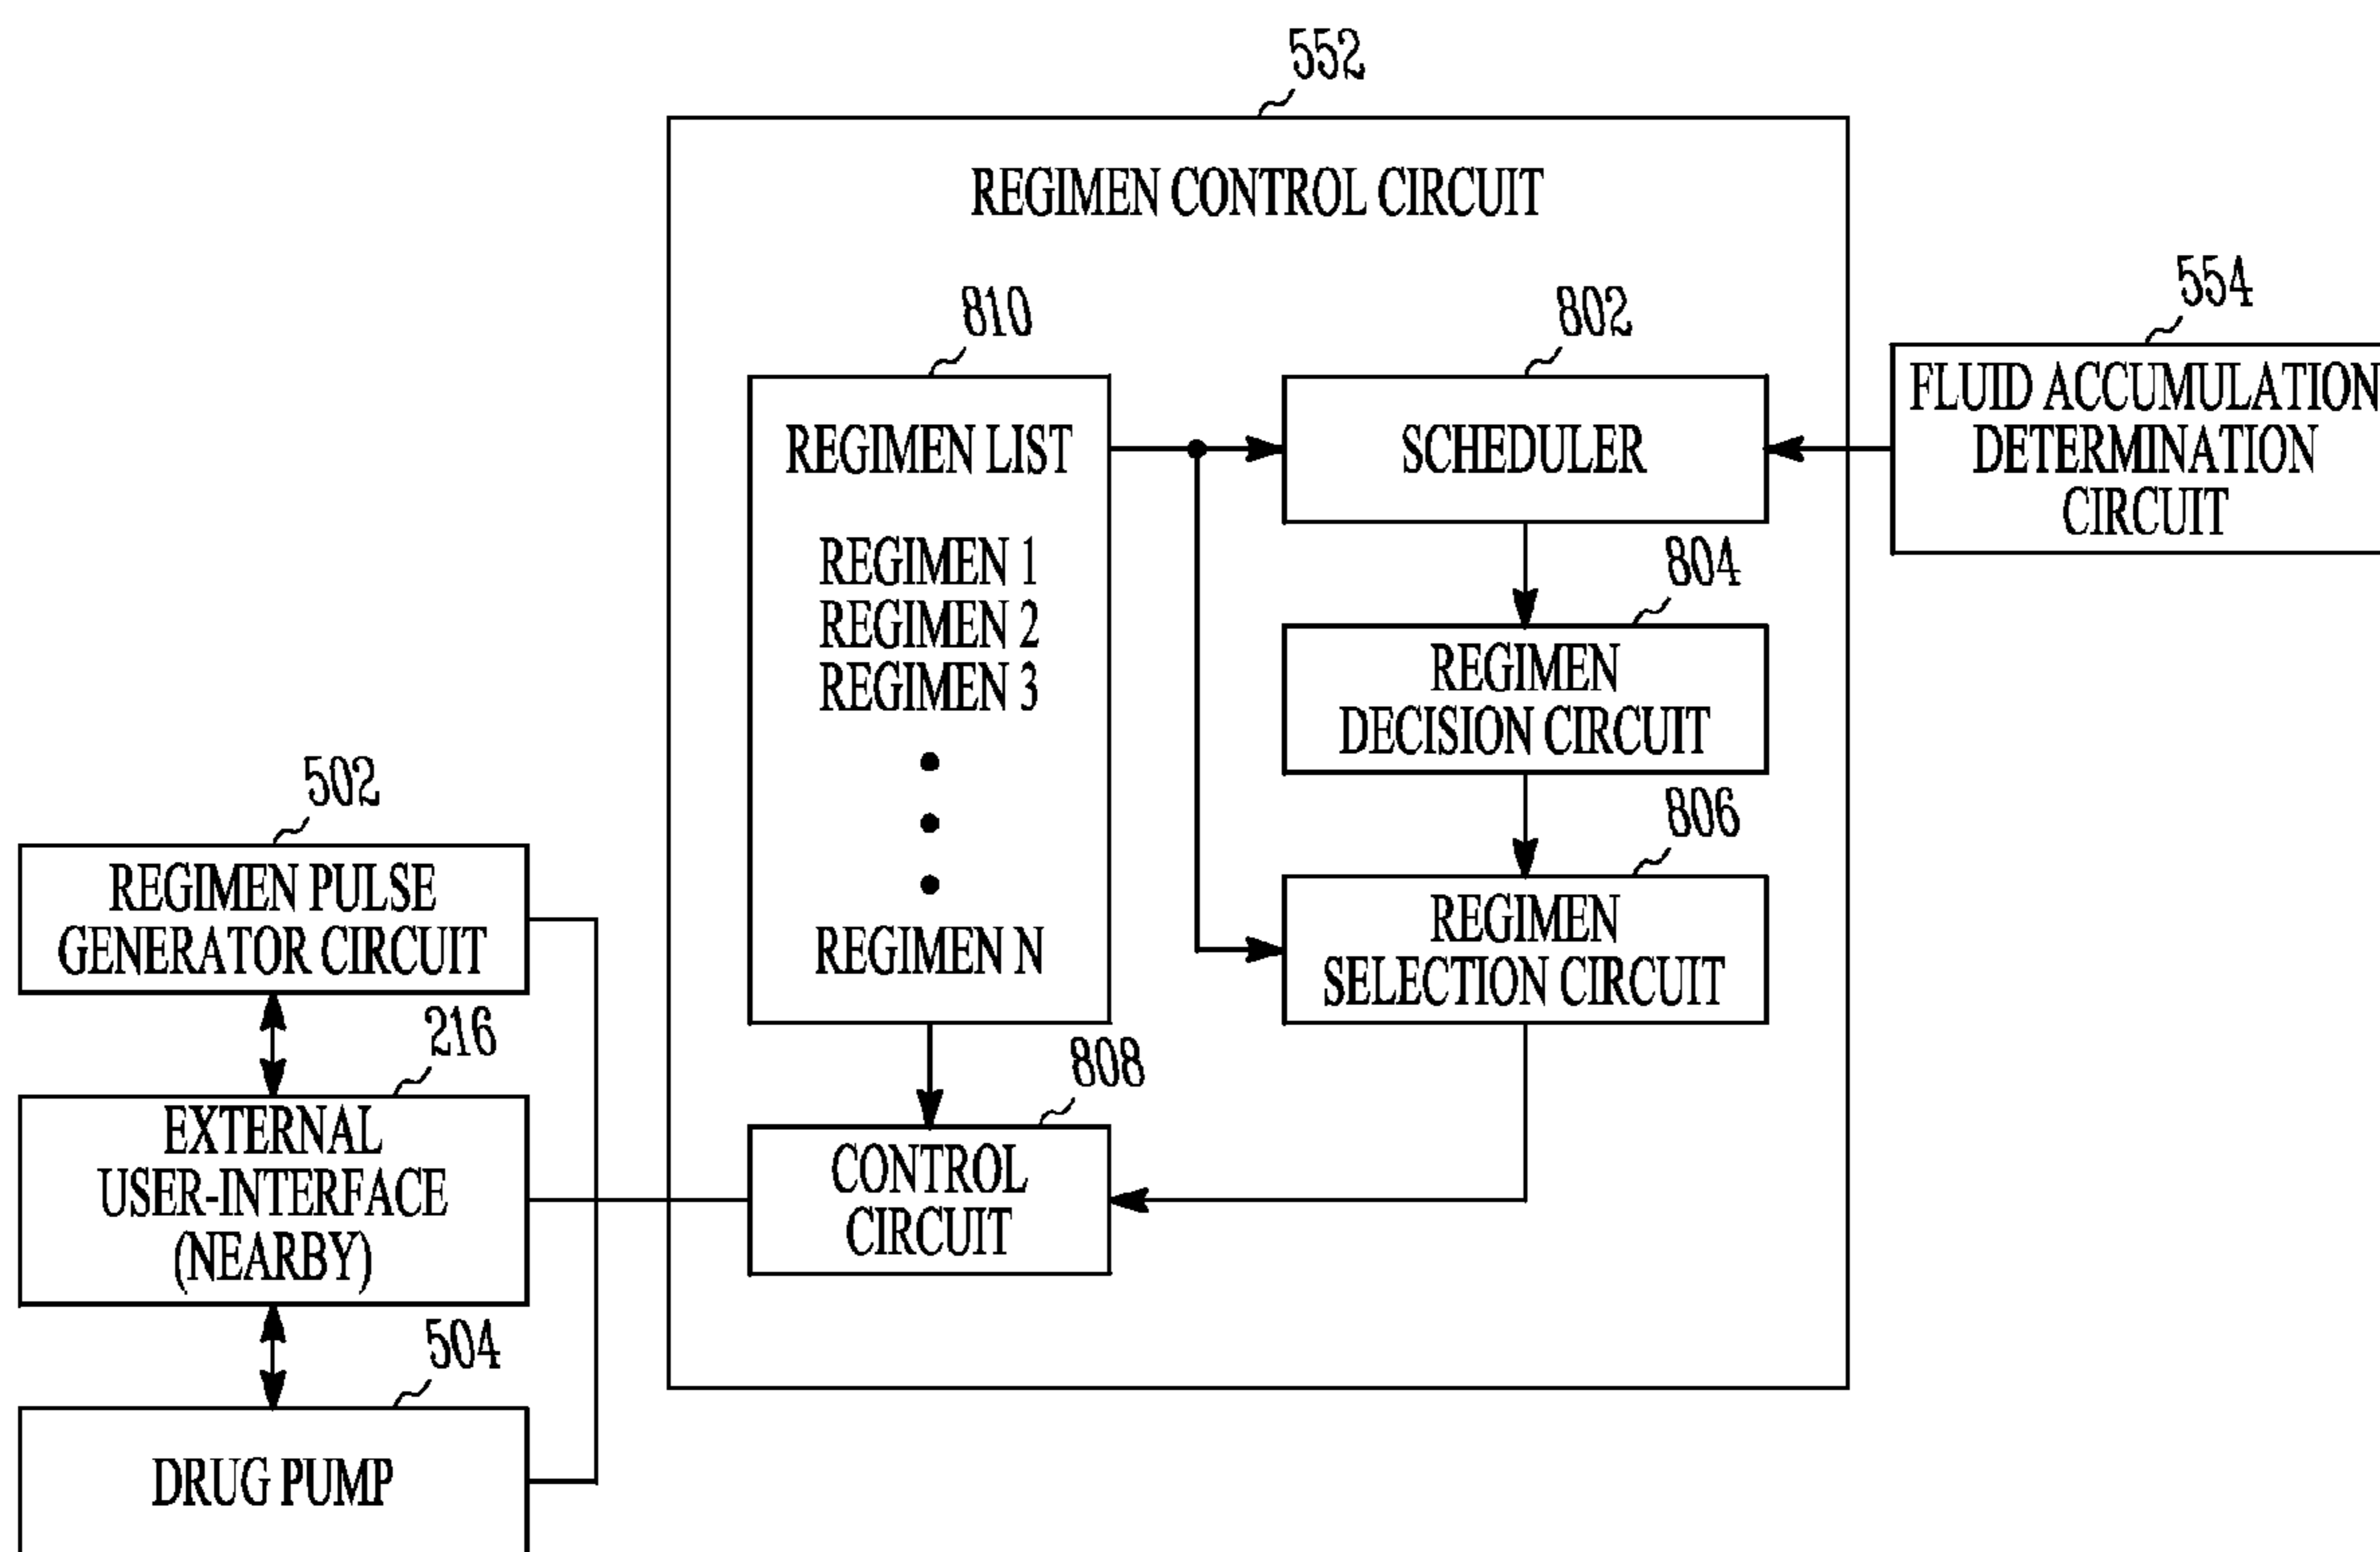 552
REGIMEN CONTROL CIRCUIT
554
810
802
FLUID ACCUMULATION
DETERMINATION
CIRCUIT
REGIMEN LIST
SCHEDULER
REGIMEN 1
REGIMEN 2
REGIMEN 3
804
REGIMEN
DECISION CIRCUIT
502
806
REGIMEN PULSE
GENERATOR CIRCUIT
REGIMEN N
REGIMEN
SELECTION CIRCUIT
216
808
EXTERNAL
USER-INTERFACE
(NEARBY)
CONTROL
CIRCUIT
504
DRUG PUMP